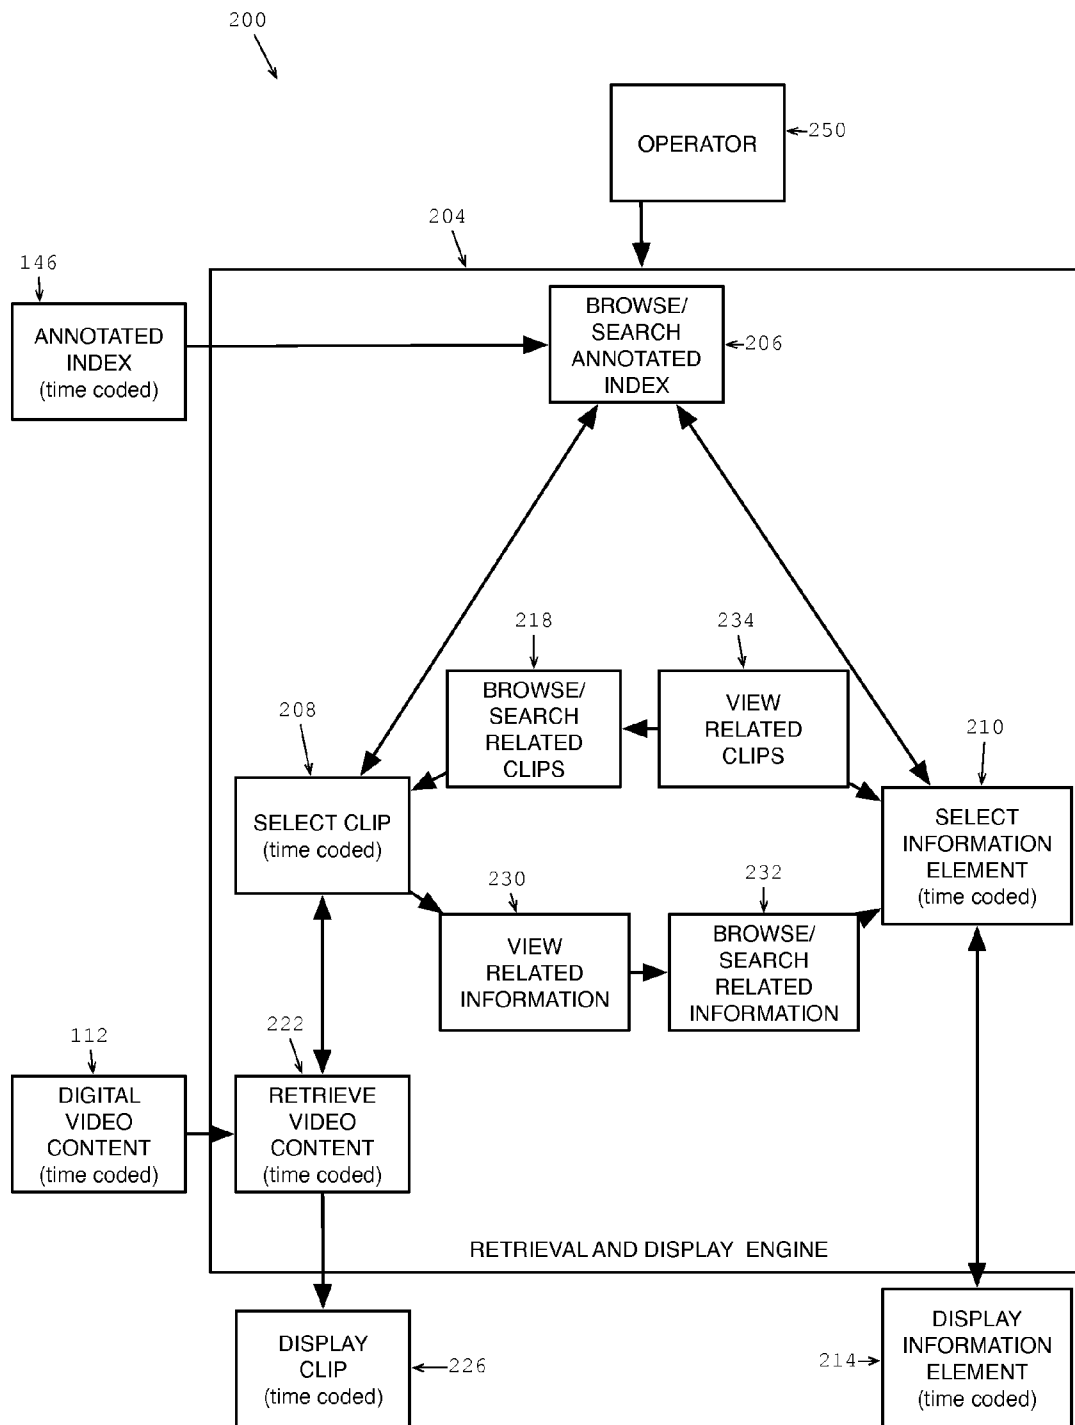 200
OPERATOR
250
204
146
ANNOTATED
INDEX
(time coded)
BROWSE/
SEARCH
ANNOTATED
INDEX
206
218
234
BROWSE/
SEARCH
RELATED
CLIPS
VIEW
RELATED
CLIPS
208
210
SELECT CLIP
(time coded)
SELECT
INFORMATION
ELEMENT
(time coded)
230
232
VIEW
RELATED
INFORMATION
BROWSE/
SEARCH
RELATED
INFORMATION
112
222
DIGITAL
VIDEO
CONTENT
(time coded)
RETRIEVE
VIDEO
CONTENT
(time coded)
RETRIEVAL AND DISPLAY ENGINE
DISPLAY
CLIP
(time coded)
226
214
DISPLAY
INFORMATION
ELEMENT
(time coded)